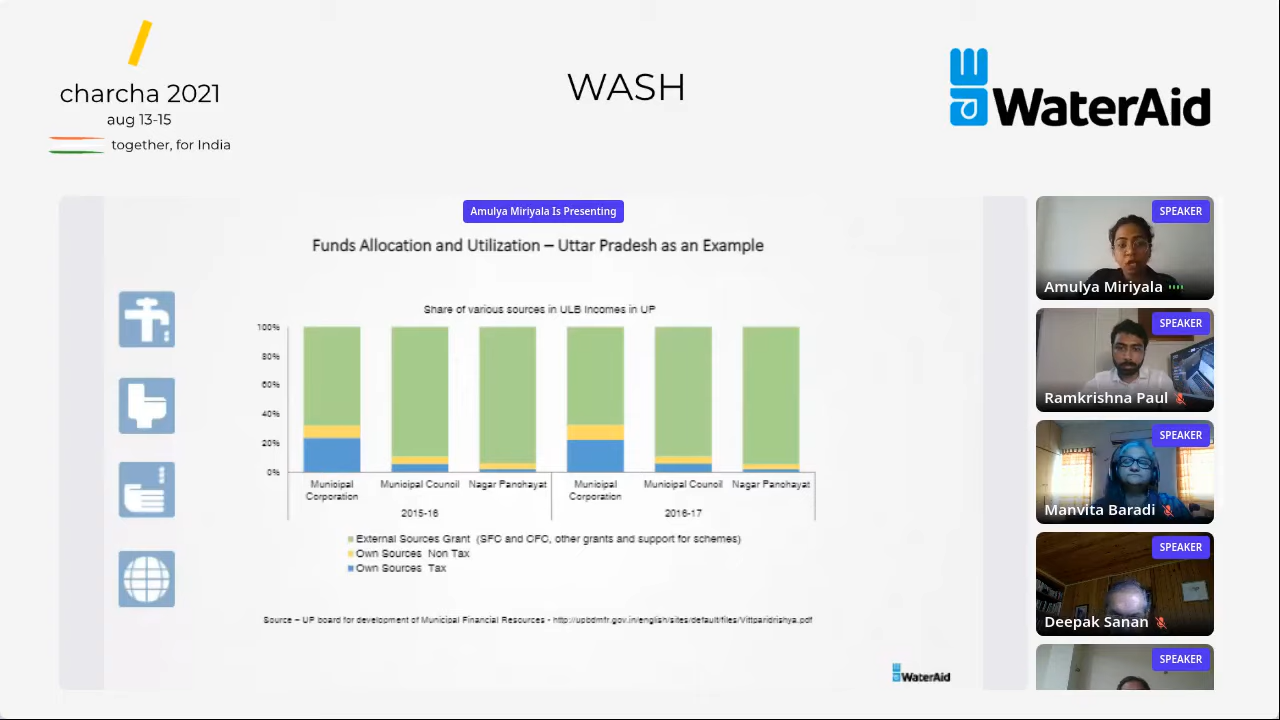 charcha 2021
aug 13-15
together, for India
WASH
WaterAid
Amulya Miriyala Is Presenting
Funds Allocation and Utilization – Uttar Pradesh as an Example
Share of various sources in ULB Incomes in UP
100%
80%
60%
40%
20%
0%
Municipal Corporation
Municipal Council
Nagar Panchayat
Municipal Corporation
Municipal Council
Nagar Panchayat
2015-16
2016-17
External Sources Grant (SFC and CFC, other grants and support for schemes)
Own Sources Non Tax
Own Sources Tax
Source – UP board for development of Municipal Financial Resources - http://upbdmfr.gov.in/english/sites/default/files/Vittparidrishya.pdf
WaterAid
SPEAKER
Amulya Miriyala
SPEAKER
Ramkrishna Paul
SPEAKER
Manvita Baradi
SPEAKER
Deepak Sanan
SPEAKER